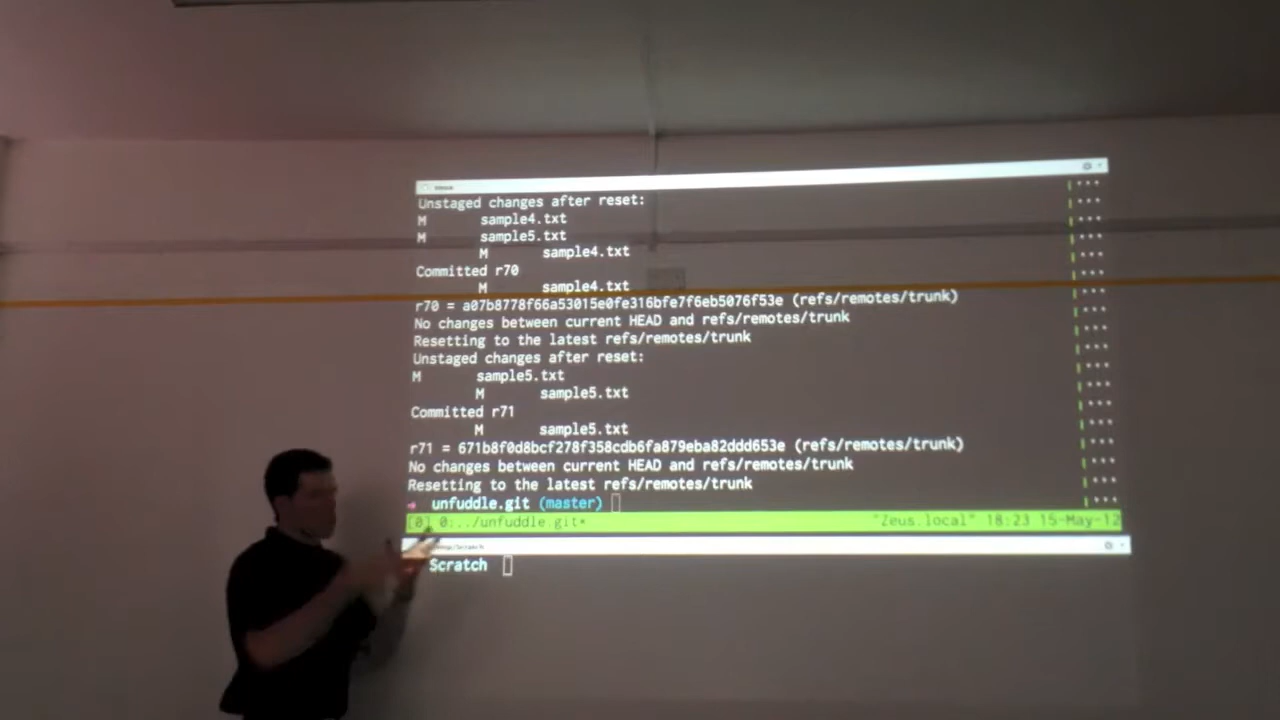 Unstaged changes after reset:
M sample4.txt
M sample5.txt
M sample4.txt
Committed r70
M sample4.txt
r70 = a07b8778f66a53015e0fe316bfe7f6eb5076f53e (refs/remotes/trunk)
No changes between current HEAD and refs/remotes/trunk
Resetting to the latest refs/remotes/trunk
Unstaged changes after reset:
M sample5.txt
M sample5.txt
Committed r71
M sample5.txt
r71 = 671b8f0d8bcf278f358cdb6fa879eba82ddd653e (refs/remotes/trunk)
No changes between current HEAD and refs/remotes/trunk
Resetting to the latest refs/remotes/trunk
unfuddle.git (master)
[0] 0:../unfuddle.git* "Zeus.local" 18:23 15-May-12
Scratch